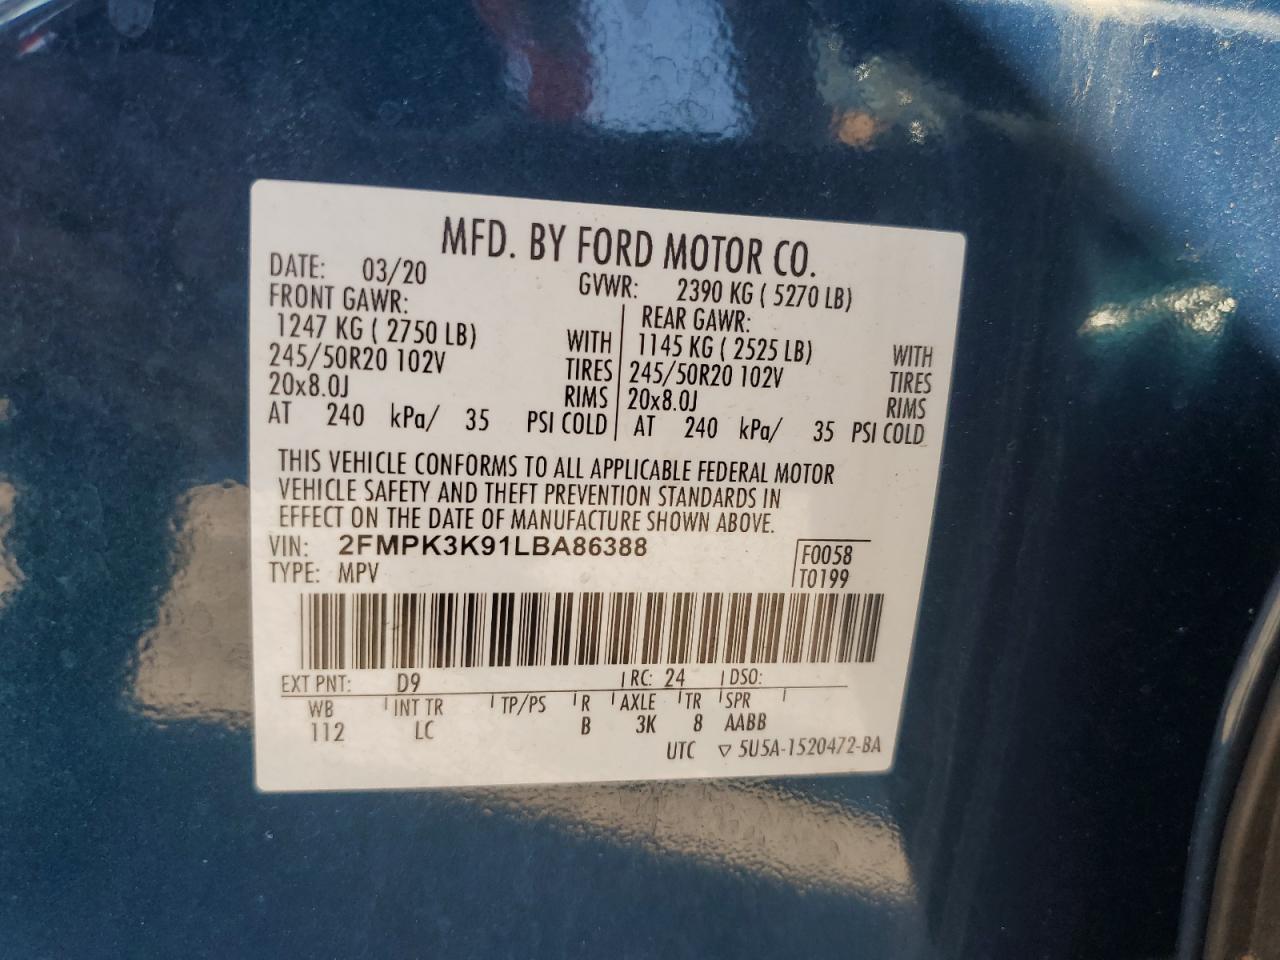 MFD. BY FORD MOTOR CO.
DATE: 03/20 GVWR: 2390 KG ( 5270 LB)
FRONT GAWR: REAR GAWR:
1247 KG ( 2750 LB) WITH 1145 KG ( 2525 LB) WITH
245/50R20 102V TIRES 245/50R20 102V TIRES
20x8.0J RIMS 20x8.0J RIMS
AT 240 kPa/ 35 PSI COLD AT 240 kPa/ 35 PSI COLD
THIS VEHICLE CONFORMS TO ALL APPLICABLE FEDERAL MOTOR
VEHICLE SAFETY AND THEFT PREVENTION STANDARDS IN
EFFECT ON THE DATE OF MANUFACTURE SHOWN ABOVE.
VIN: 2FMPK3K91LBA86388 F0058
TYPE: MPV T0199
EXT PNT: D9 RC: 24 DSO:
WB INT TR TP/PS R AXLE TR SPR
112 LC B 3K 8 AABB
UTC ▽ 5U5A-1520472-BA